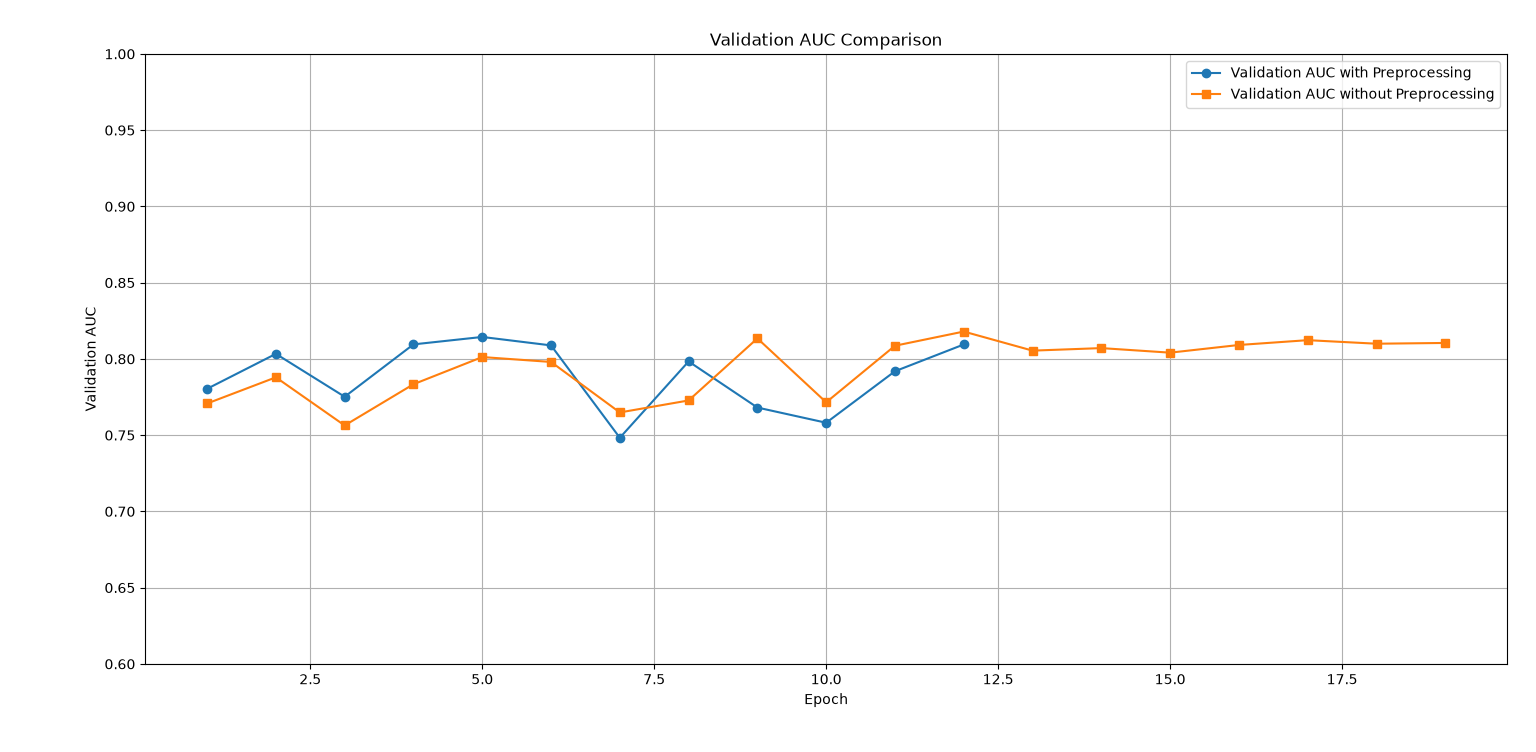 Validation AUC Comparison
Validation AUC with Preprocessing
Validation AUC without Preprocessing
Validation AUC
1.00
0.95
0.90
0.85
0.80
0.75
0.70
0.65
0.60
2.5 5.0 7.5 10.0 12.5 15.0 17.5
Epoch